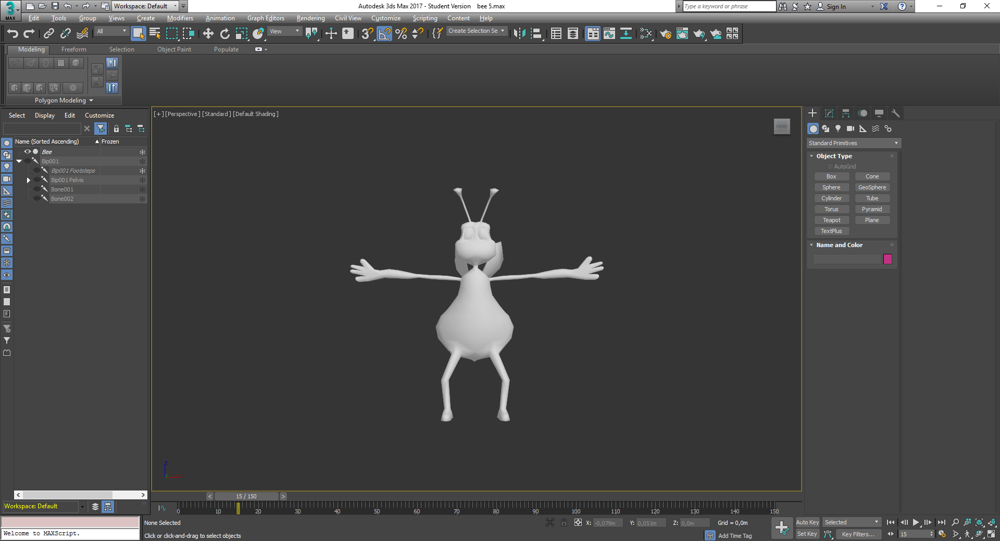 Workspace: Default
Autodesk 3ds Max 2017 - Student Version    bee 5.max
Type a keyword or phrase
Sign In
MAX
Edit Tools Group Views Create Modifiers Animation Graph Editors Rendering Civil View Customize Scripting Content Help
All
View
Create Selection Se
Modeling Freeform Selection Object Paint Populate
Polygon Modeling
Select Display Edit Customize
Name (Sorted Ascending) Frozen
Bee
Bip001
Bip001 Footsteps
Bip001 Pelvis
Bone001
Bone002
[+] [Perspective] [Standard] [Default Shading]
FRONT
z
y
x
Standard Primitives
Object Type
AutoGrid
Box Cone
Sphere GeoSphere
Cylinder Tube
Torus Pyramid
Teapot Plane
TextPlus
Name and Color
< 15 / 150 >
Workspace: Default
0 10 20 30 40 50 60 70 80 90 100 110 120 130 140 150
None Selected
X: -0,079m Y: 0,051m Z: 0,0m Grid = 0,0m
Auto Key Selected
Welcome to MAXScript.
Click or click-and-drag to select objects
Add Time Tag
Set Key Key Filters... 15